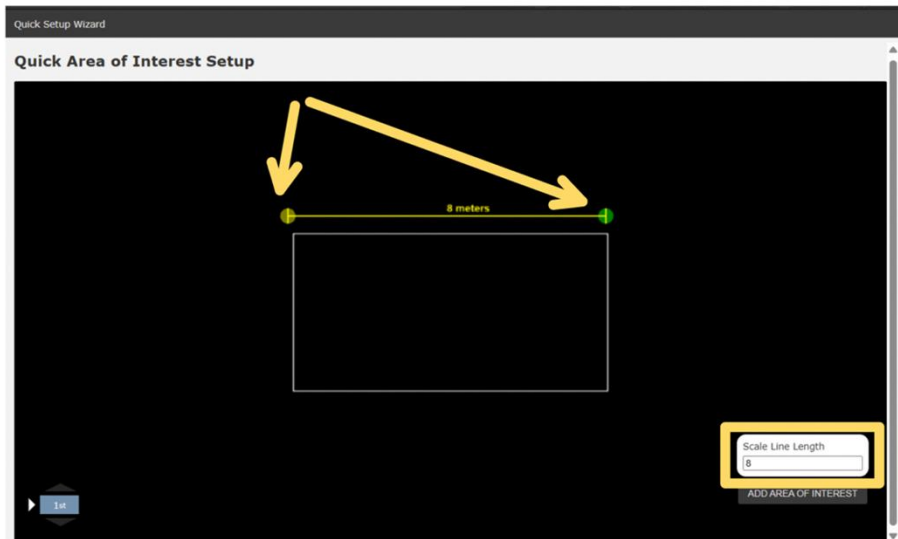 Quick Setup Wizard
Quick Area of Interest Setup
8 meters
Scale Line Length
8
ADD AREA OF INTEREST
1st